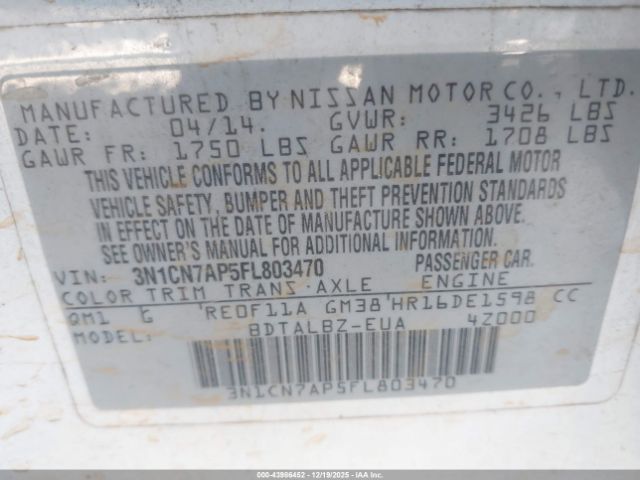 MANUFACTURED BY NISSAN MOTOR CO., LTD.
DATE: 04/14. GVWR: 3426 LBS
GAWR FR: 1750 LBS GAWR RR: 1708 LBS
THIS VEHICLE CONFORMS TO ALL APPLICABLE FEDERAL MOTOR
VEHICLE SAFETY, BUMPER AND THEFT PREVENTION STANDARDS
IN EFFECT ON THE DATE OF MANUFACTURE SHOWN ABOVE.
SEE OWNER'S MANUAL FOR ADDITIONAL INFORMATION.
VIN: 3N1CN7AP5FL803470 PASSENGER CAR.
COLOR TRIM TRANS AXLE ENGINE
QM1 G RE0F11A GM38 HR16DE1598 CC
MODEL: BDTALBZ-EUA 4Z000
3N1CN7AP5FL803470
000-43906452 - 12/19/2025 - IAAI.COM